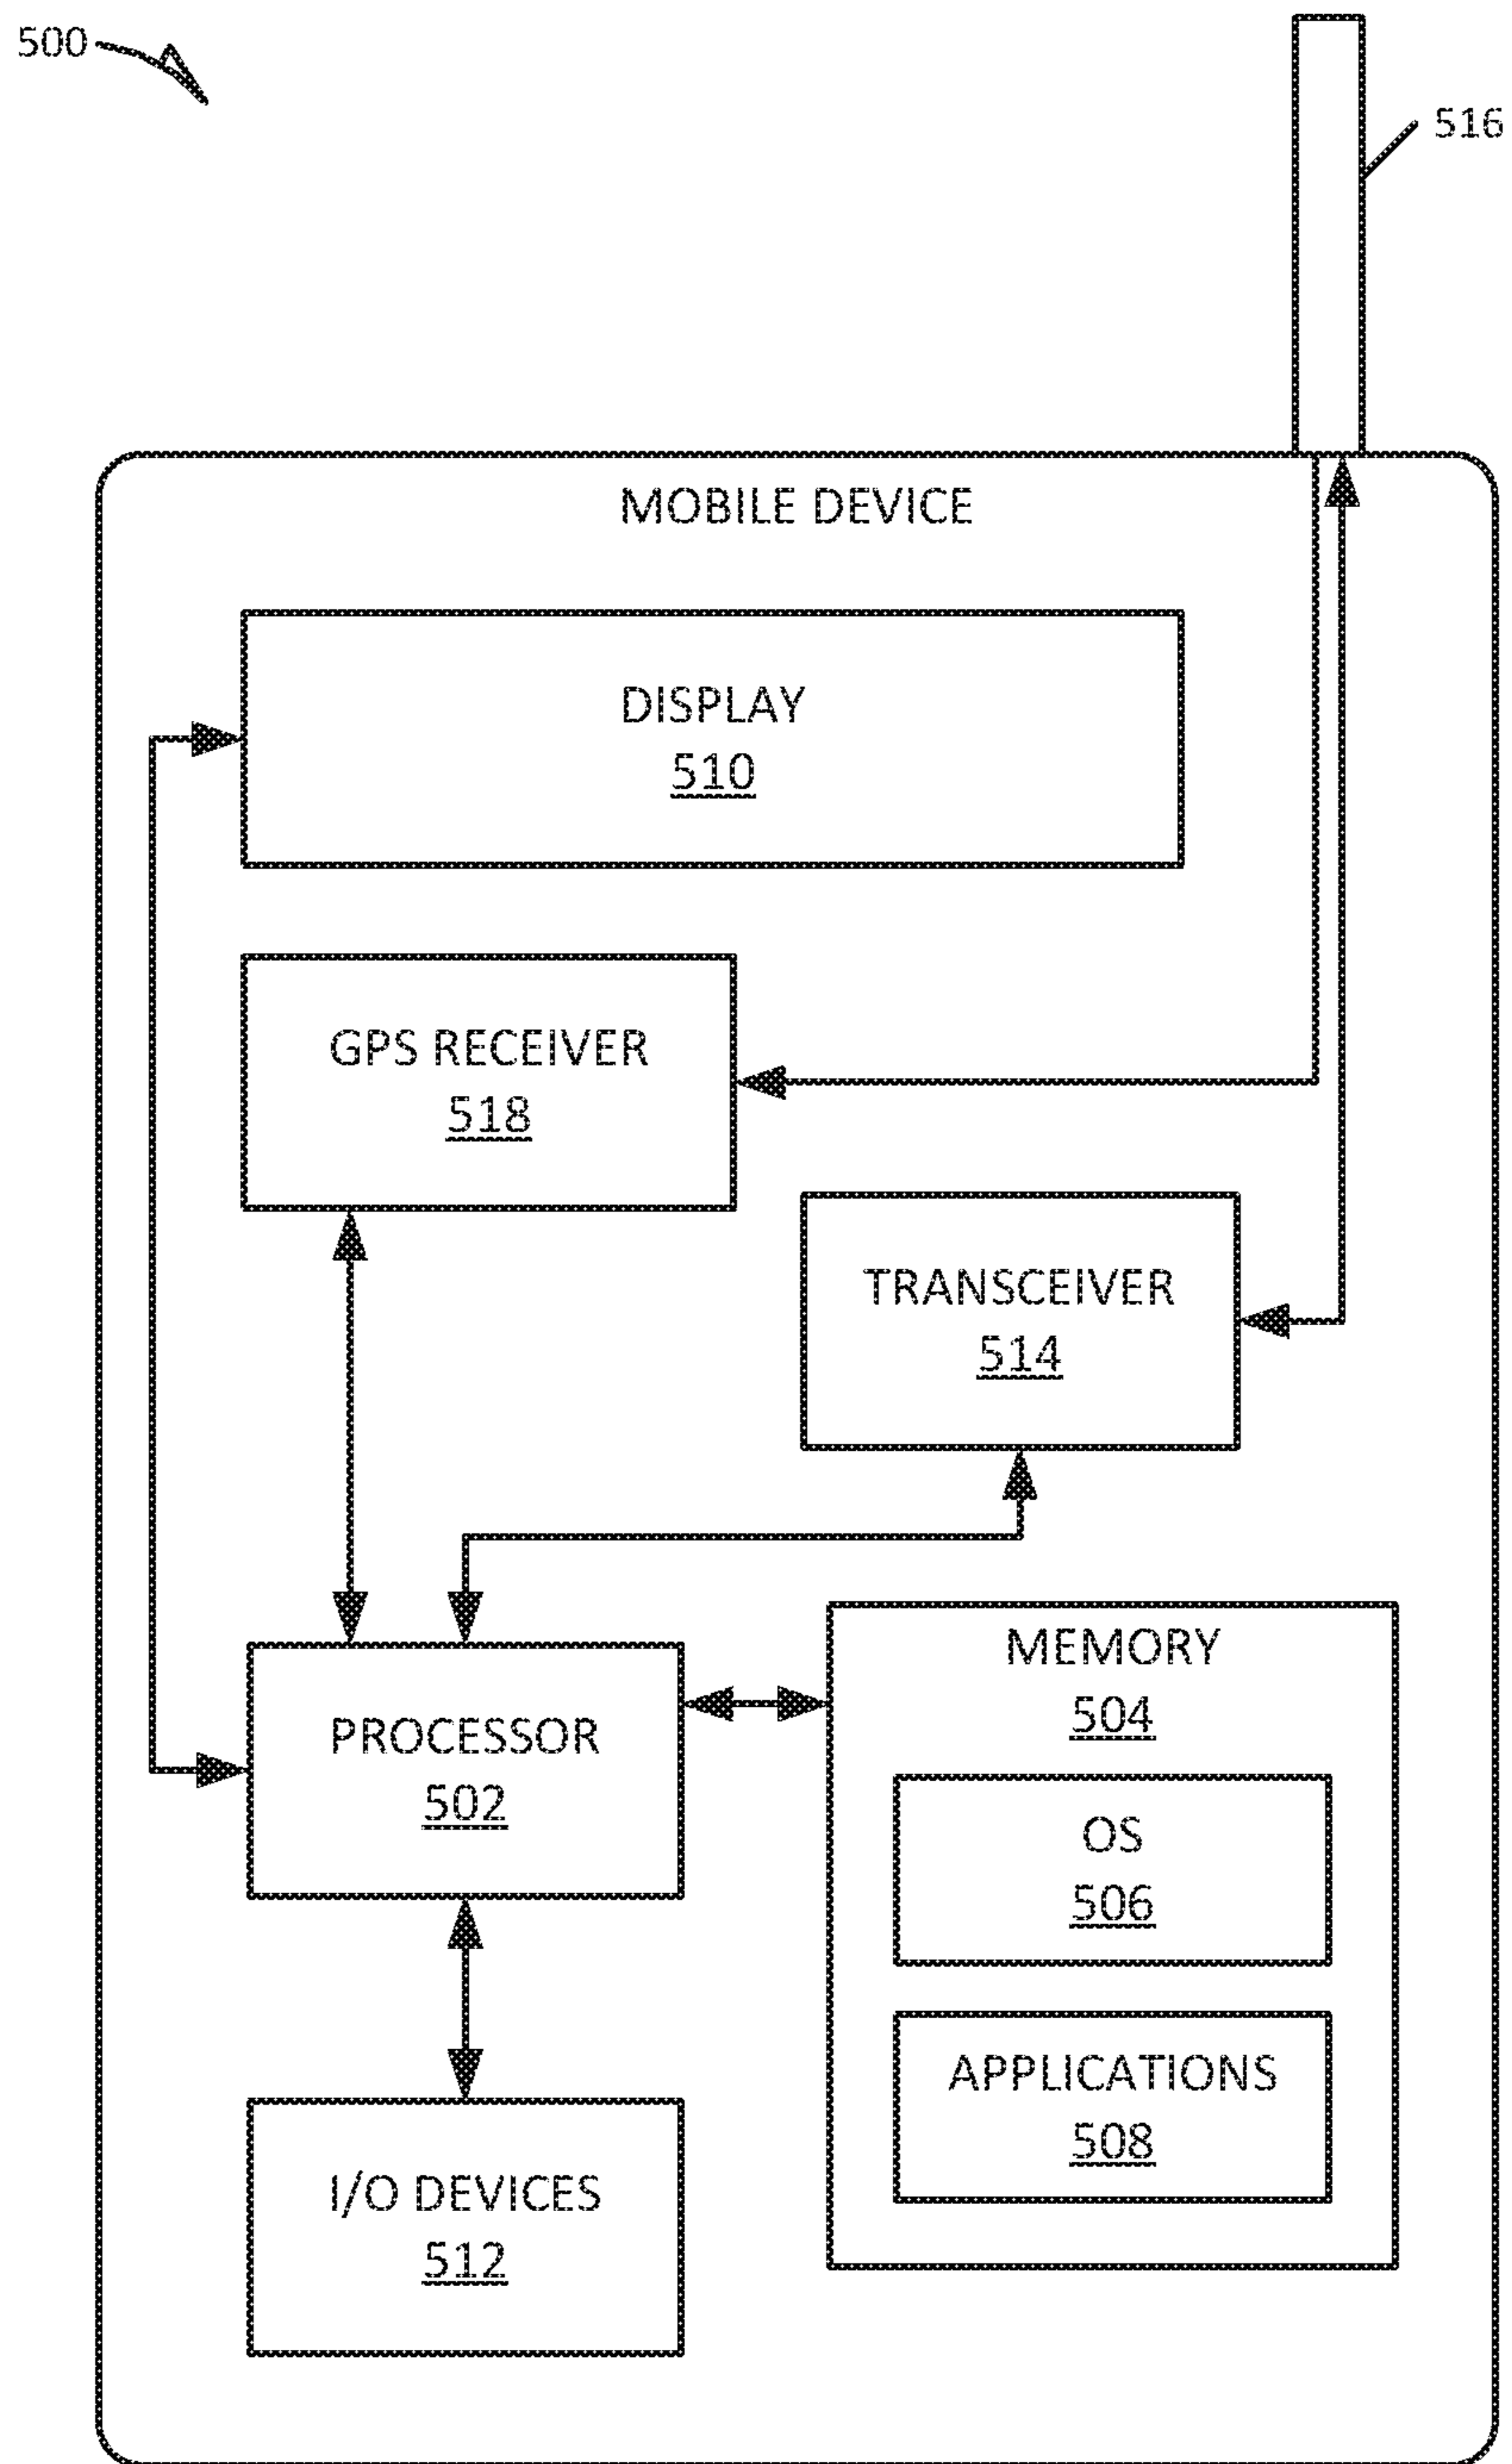 500
516
MOBILE DEVICE
DISPLAY
510
GPS RECEIVER
518
TRANSCEIVER
514
MEMORY
504
PROCESSOR
502
OS
506
APPLICATIONS
508
I/O DEVICES
512